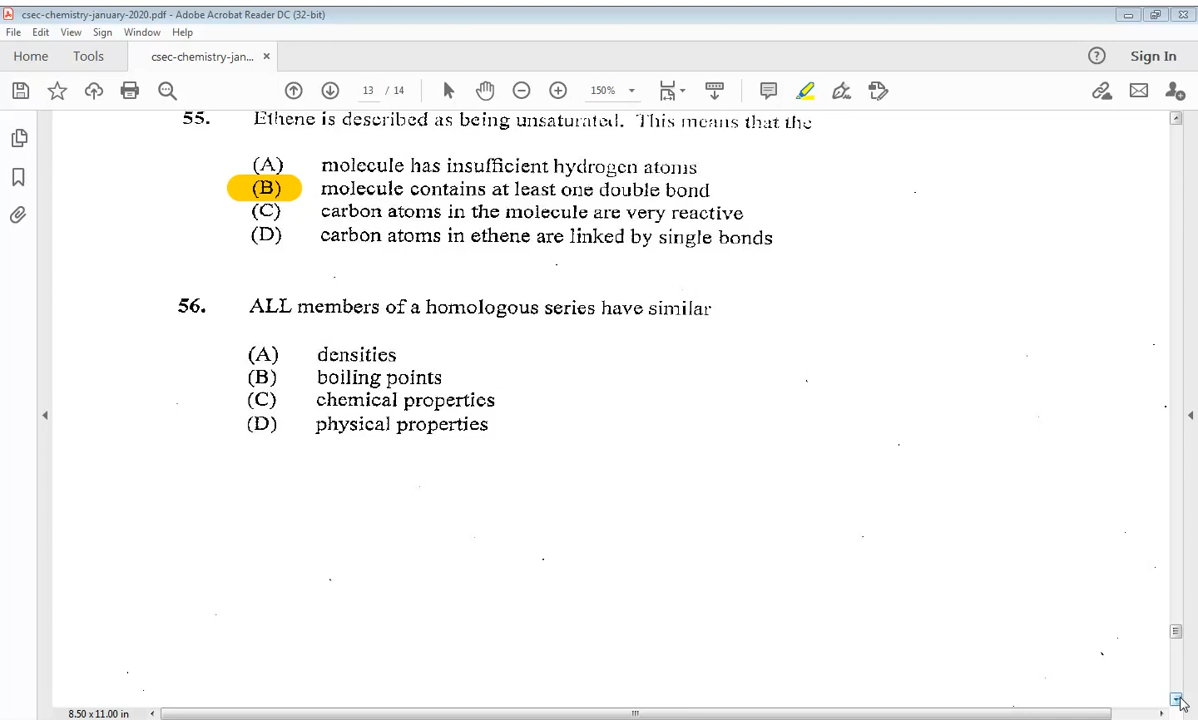 csec-chemistry-january-2020.pdf - Adobe Acrobat Reader DC (32-bit)
File Edit View Sign Window Help
Home Tools csec-chemistry-jan... × Sign In
13 / 14 150%
55. Ethene is described as being unsaturated. This means that the
(A) molecule has insufficient hydrogen atoms
(B) molecule contains at least one double bond
(C) carbon atoms in the molecule are very reactive
(D) carbon atoms in ethene are linked by single bonds
56. ALL members of a homologous series have similar
(A) densities
(B) boiling points
(C) chemical properties
(D) physical properties
8.50 x 11.00 in